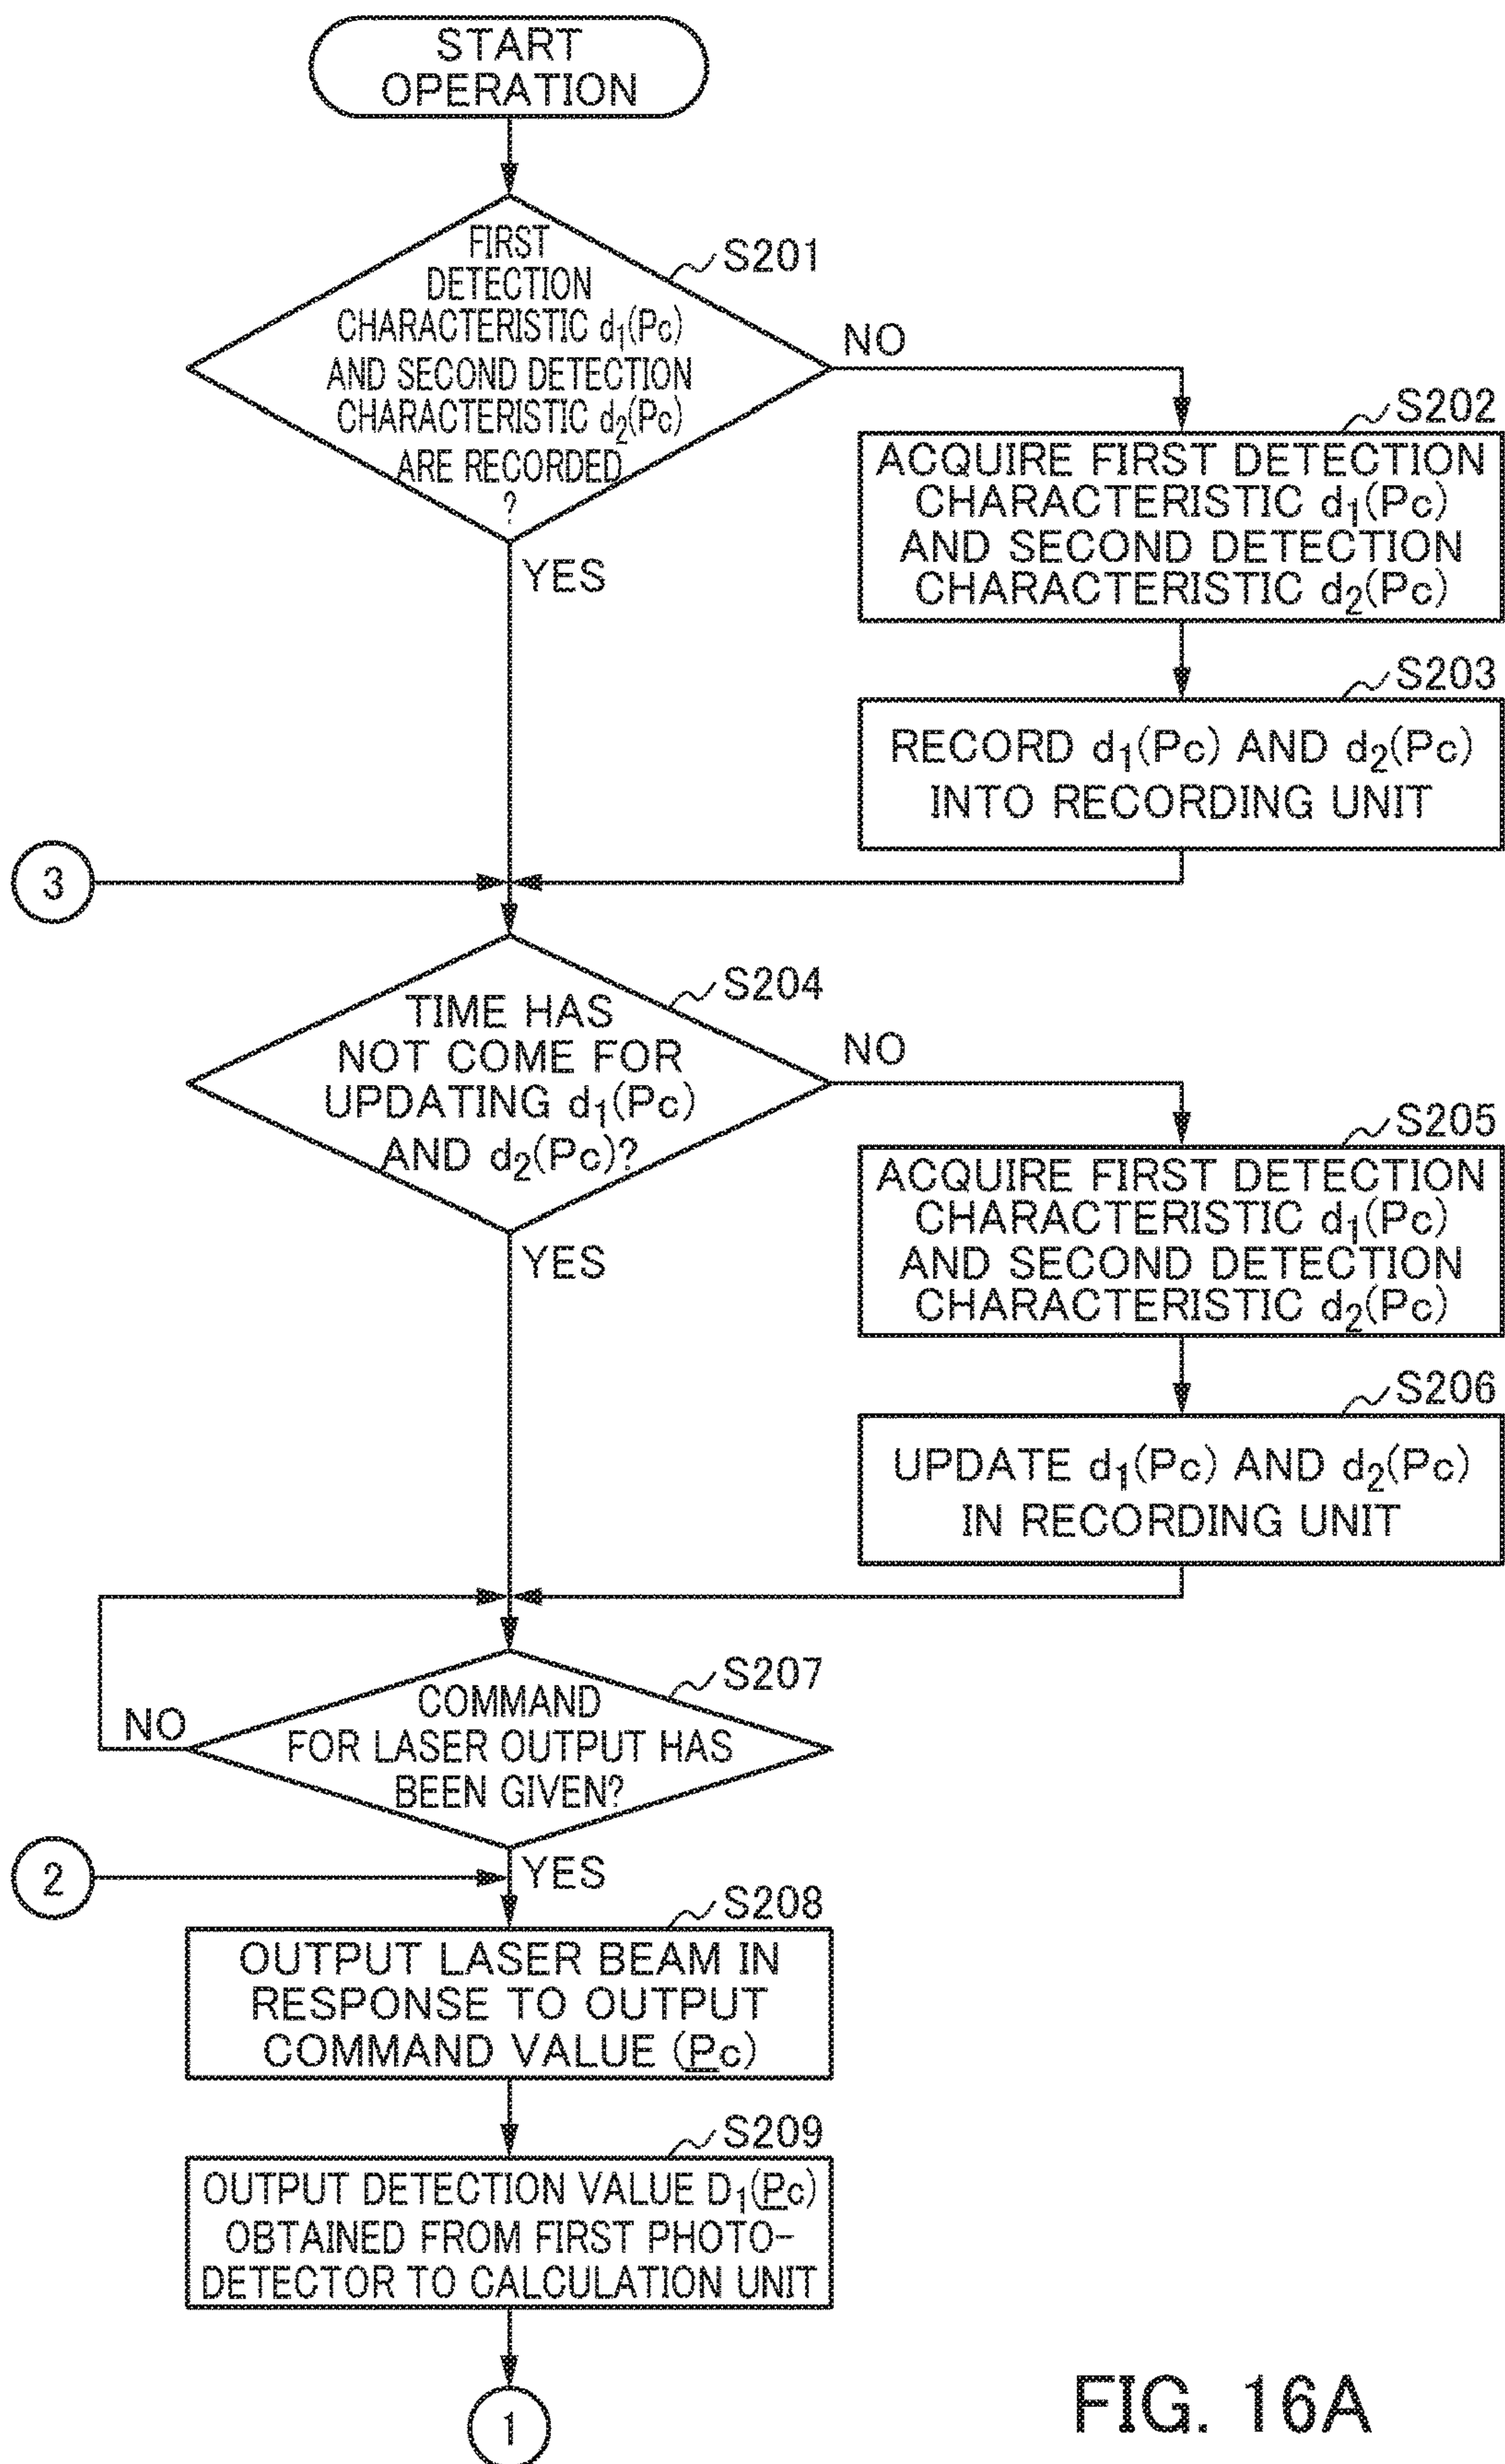 START
OPERATION
FIRST
DETECTION
CHARACTERISTIC d₁(Pc)
AND SECOND DETECTION
CHARACTERISTIC d₂(Pc)
ARE RECORDED
?
S201
NO
YES
S202
ACQUIRE FIRST DETECTION
CHARACTERISTIC d₁(Pc)
AND SECOND DETECTION
CHARACTERISTIC d₂(Pc)
S203
RECORD d₁(Pc) AND d₂(Pc)
INTO RECORDING UNIT
3
S204
TIME HAS
NOT COME FOR
UPDATING d₁(Pc)
AND d₂(Pc)?
NO
YES
S205
ACQUIRE FIRST DETECTION
CHARACTERISTIC d₁(Pc)
AND SECOND DETECTION
CHARACTERISTIC d₂(Pc)
S206
UPDATE d₁(Pc) AND d₂(Pc)
IN RECORDING UNIT
S207
COMMAND
FOR LASER OUTPUT HAS
BEEN GIVEN?
NO
YES
2
S208
OUTPUT LASER BEAM IN
RESPONSE TO OUTPUT
COMMAND VALUE (P̲c)
S209
OUTPUT DETECTION VALUE D₁(P̲c)
OBTAINED FROM FIRST PHOTO-
DETECTOR TO CALCULATION UNIT
1
FIG. 16A